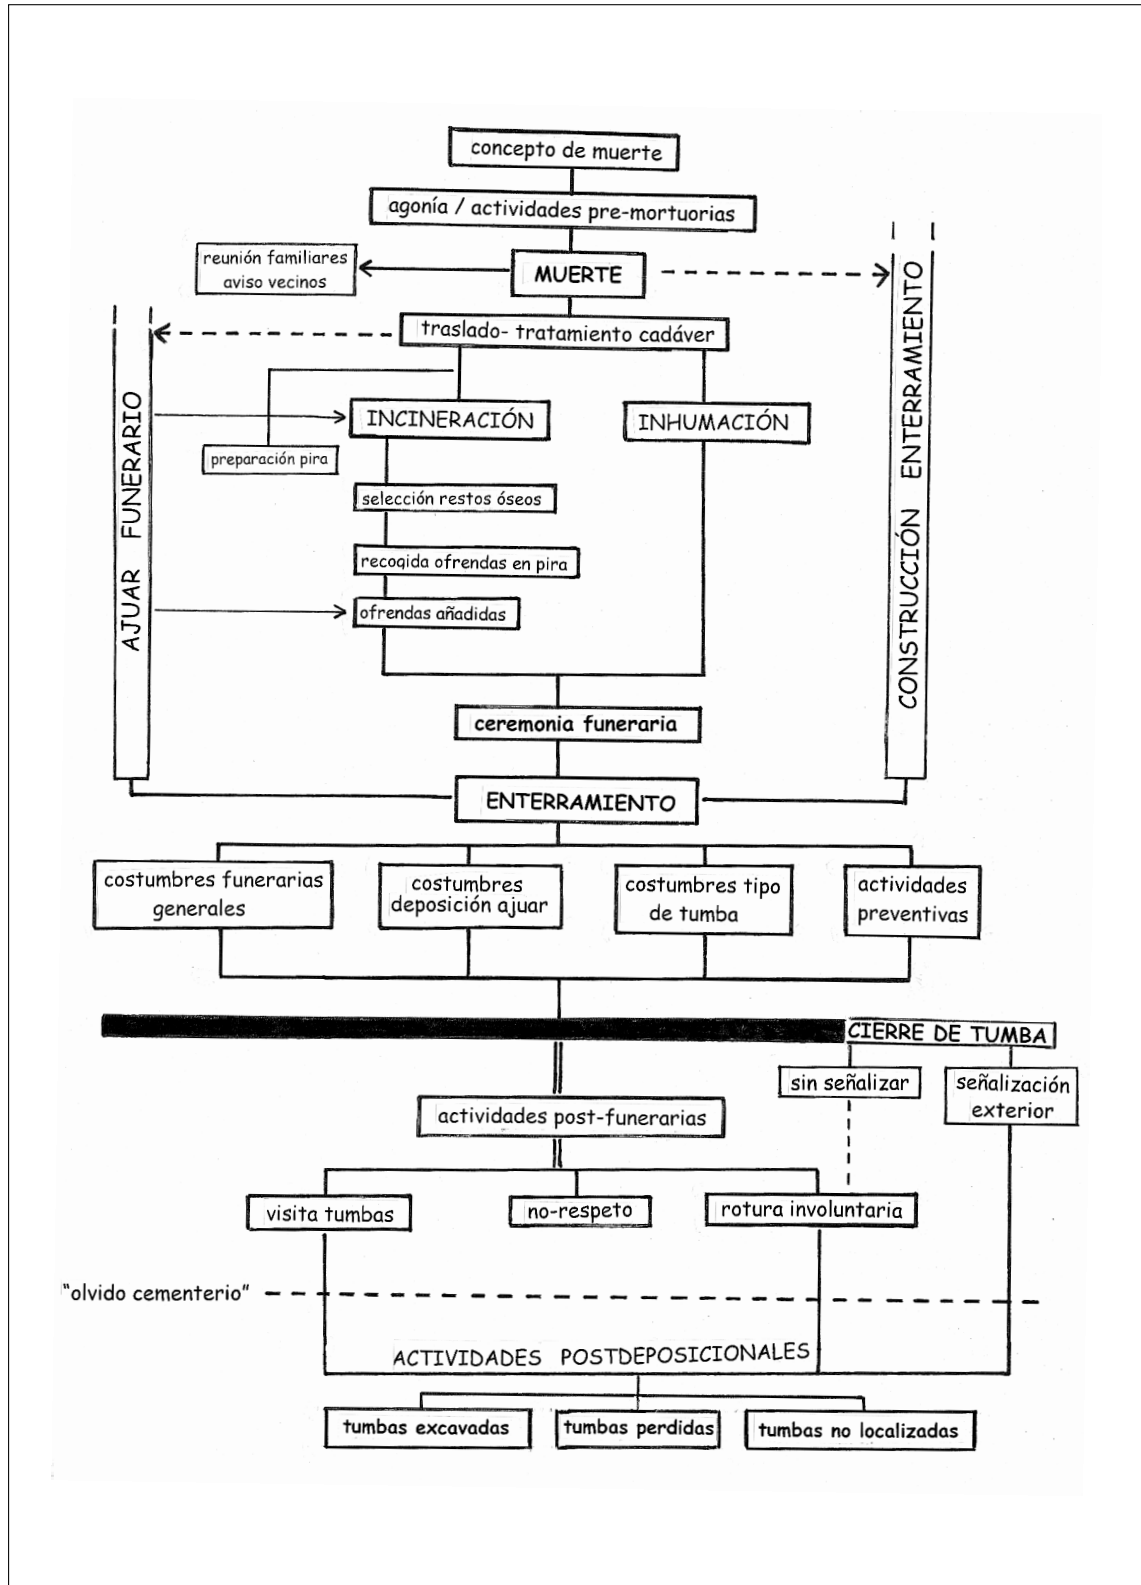 concepto de muerte
agonía / actividades pre-mortuorias
reunión familiares
aviso vecinos
MUERTE
traslado- tratamiento cadáver
AJUAR FUNERARIO
CONSTRUCCIÓN ENTERRAMIENTO
INCINERACIÓN
INHUMACIÓN
preparación pira
selección restos óseos
recogida ofrendas en pira
ofrendas añadidas
ceremonia funeraria
ENTERRAMIENTO
costumbres funerarias
generales
costumbres
deposición ajuar
costumbres tipo
de tumba
actividades
preventivas
CIERRE DE TUMBA
sin señalizar
señalización
exterior
actividades post-funerarias
visita tumbas
no-respeto
rotura involuntaria
"olvido cementerio"
ACTIVIDADES POSTDEPOSICIONALES
tumbas excavadas
tumbas perdidas
tumbas no localizadas